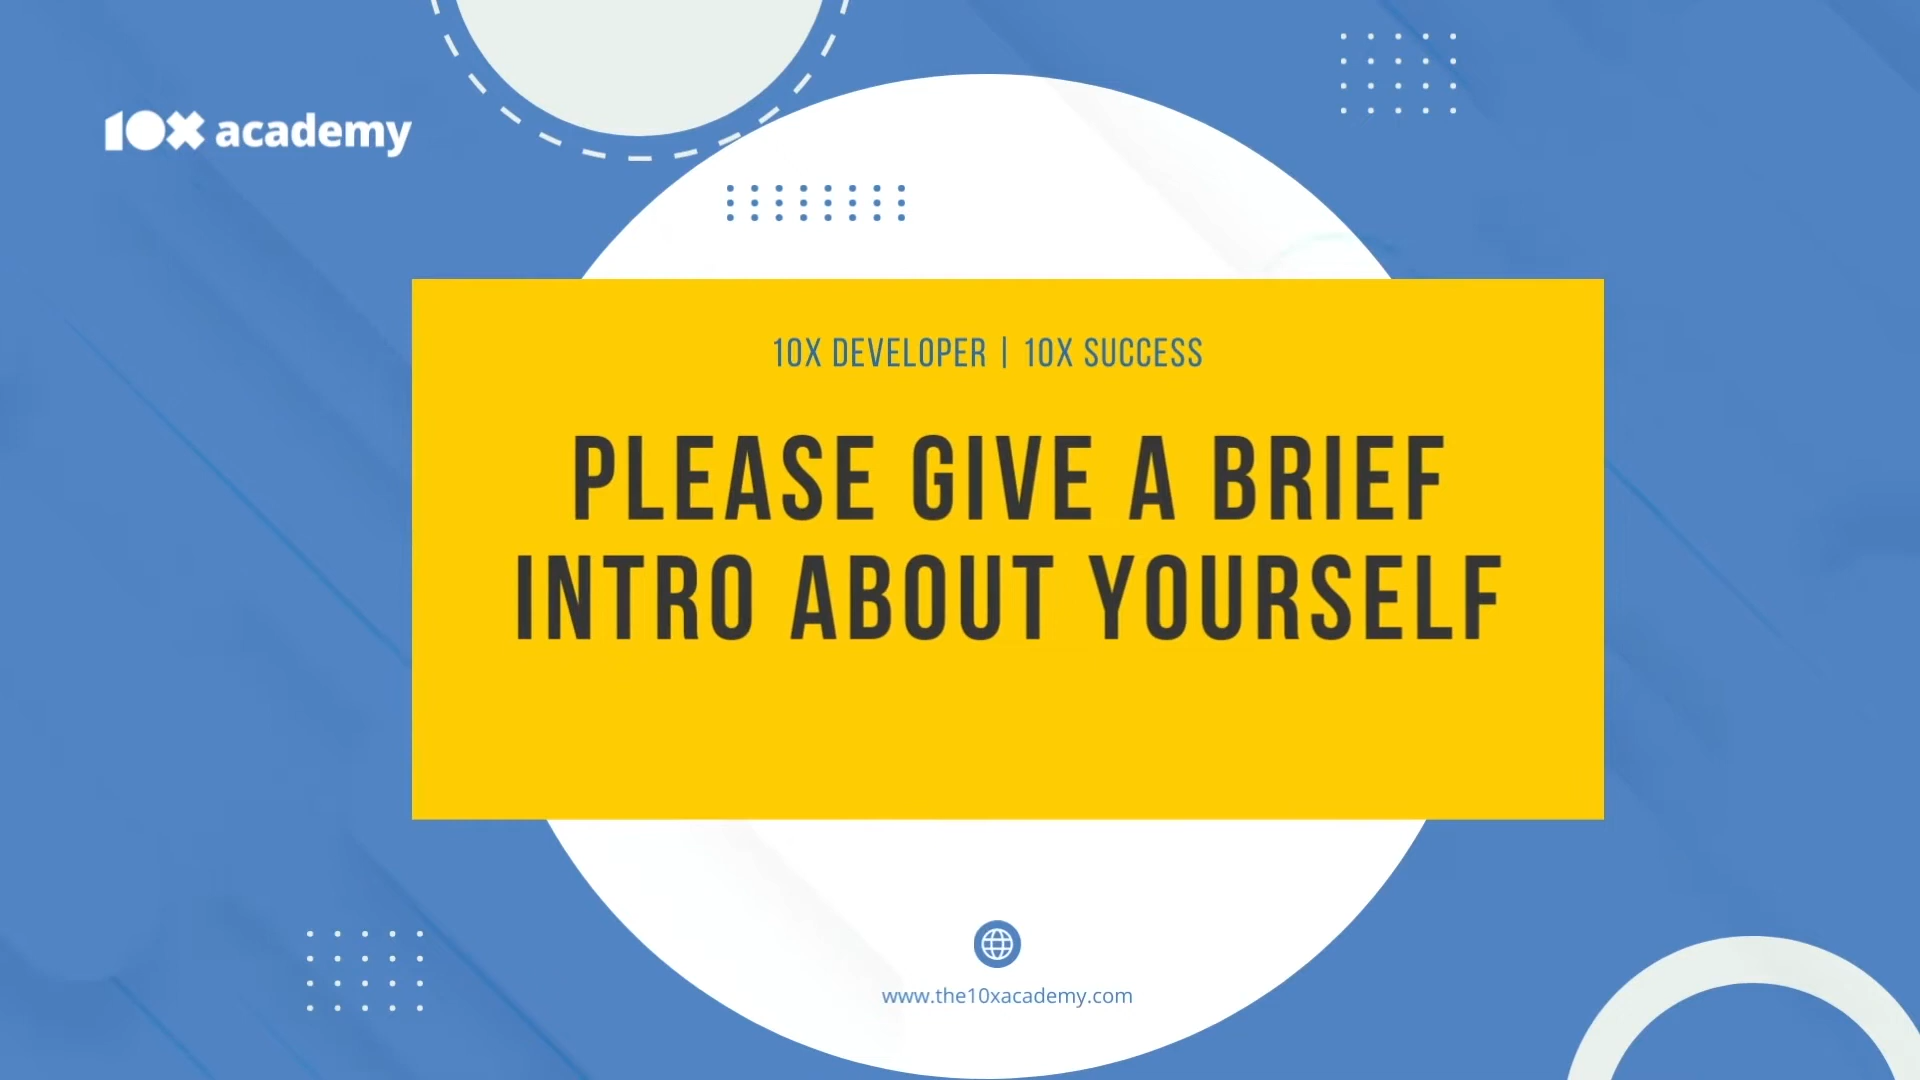 10x academy
10X DEVELOPER | 10X SUCCESS
PLEASE GIVE A BRIEF
INTRO ABOUT YOURSELF
www.the10xacademy.com